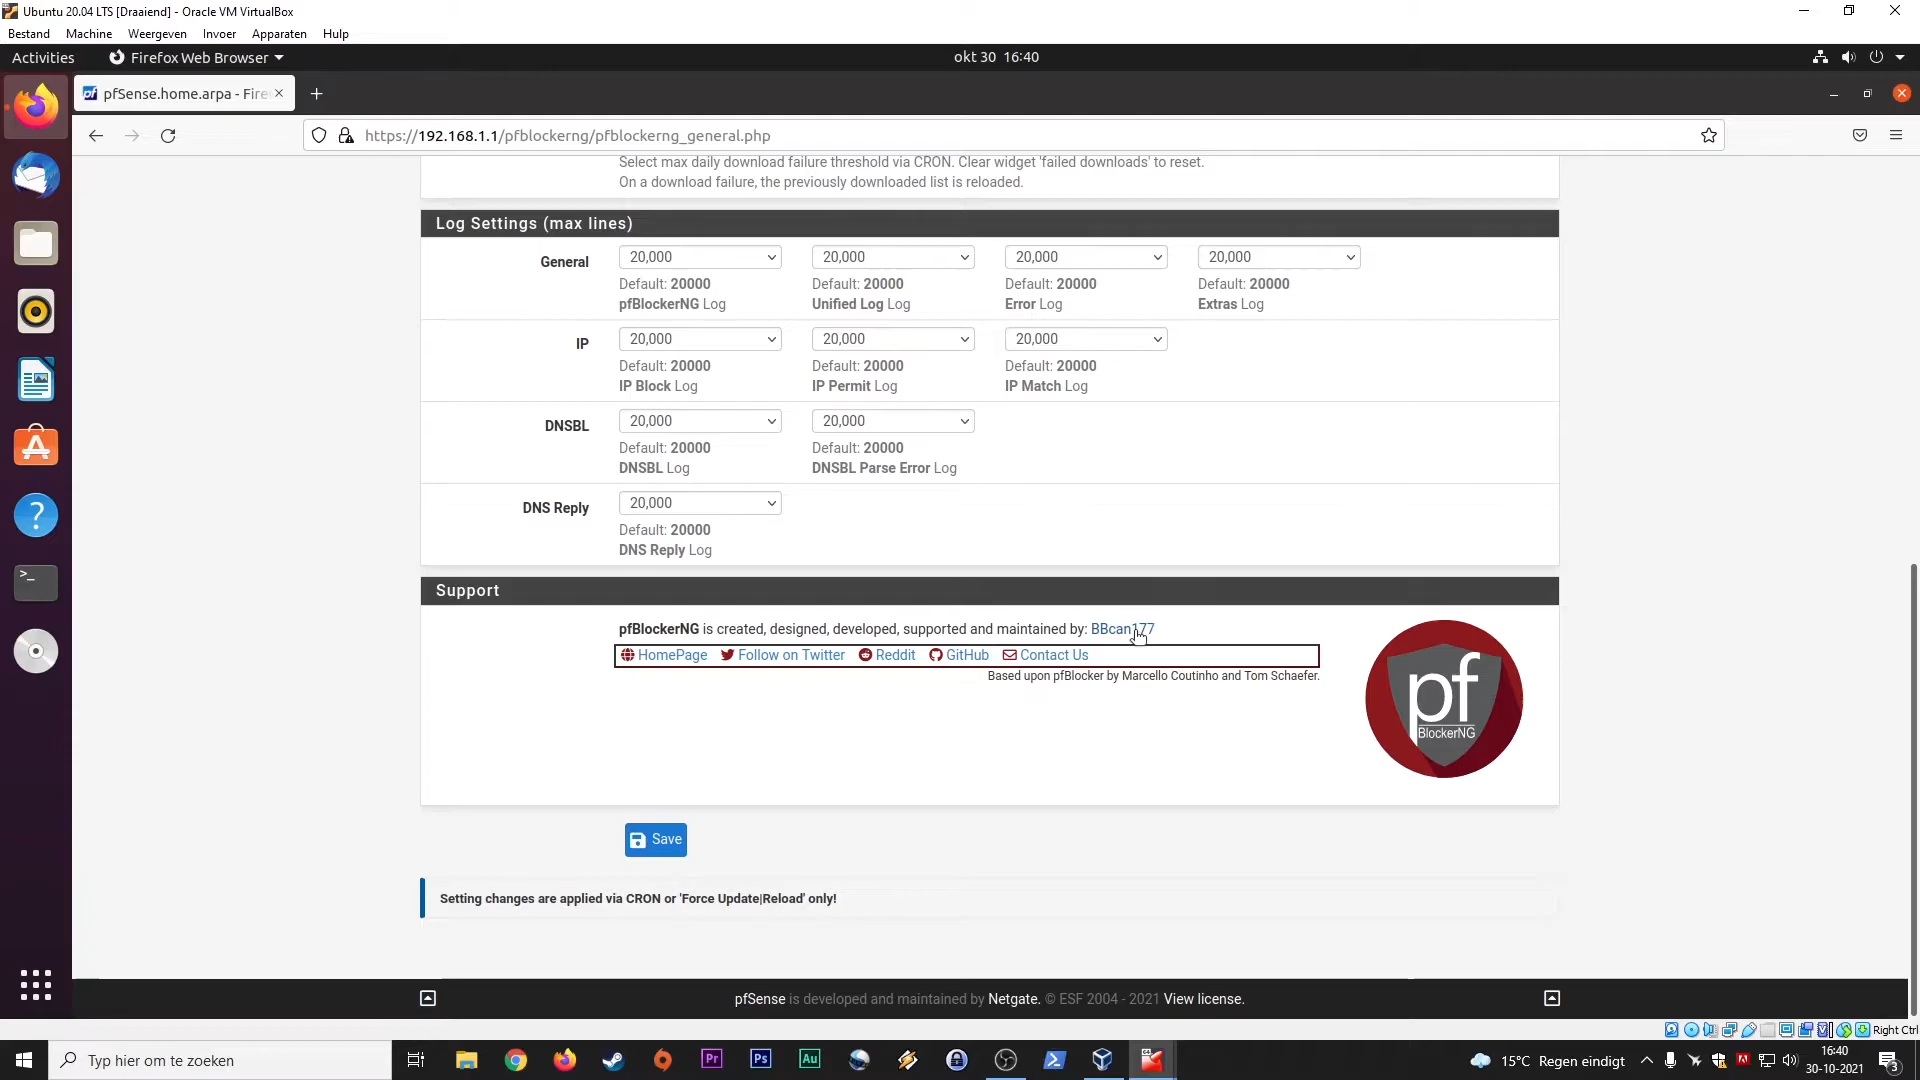 Ubuntu 20.04 LTS [Draaiend] - Oracle VM VirtualBox
Bestand Machine Weergeven Invoer Apparaten Hulp
Activities Firefox Web Browser okt 30 16:40
pfSense.home.arpa - Fire
https://192.168.1.1/pfblockerng/pfblockerng_general.php
Select max daily download failure threshold via CRON. Clear widget 'failed downloads' to reset.
On a download failure, the previously downloaded list is reloaded.
Log Settings (max lines)
General 20,000 20,000 20,000 20,000
Default: 20000 Default: 20000 Default: 20000 Default: 20000
pfBlockerNG Log Unified Log Log Error Log Extras Log
IP 20,000 20,000 20,000
Default: 20000 Default: 20000 Default: 20000
IP Block Log IP Permit Log IP Match Log
DNSBL 20,000 20,000
Default: 20000 Default: 20000
DNSBL Log DNSBL Parse Error Log
DNS Reply 20,000
Default: 20000
DNS Reply Log
Support
pfBlockerNG is created, designed, developed, supported and maintained by: BBcan177
HomePage Follow on Twitter Reddit GitHub Contact Us
Based upon pfBlocker by Marcello Coutinho and Tom Schaefer.
pf
BlockerNG
Save
Setting changes are applied via CRON or 'Force Update|Reload' only!
pfSense is developed and maintained by Netgate. © ESF 2004 - 2021 View license.
Right Ctrl
Typ hier om te zoeken
Pr Ps Au
15°C Regen eindigt
16:40
30-10-2021
3